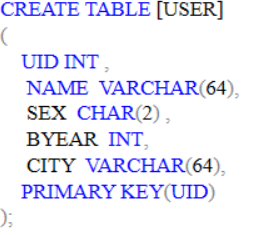 CREATE TABLE [USER]
(
UID INT ,
NAME VARCHAR(64),
SEX CHAR(2) ,
BYEAR INT,
CITY VARCHAR(64),
PRIMARY KEY(UID)
);